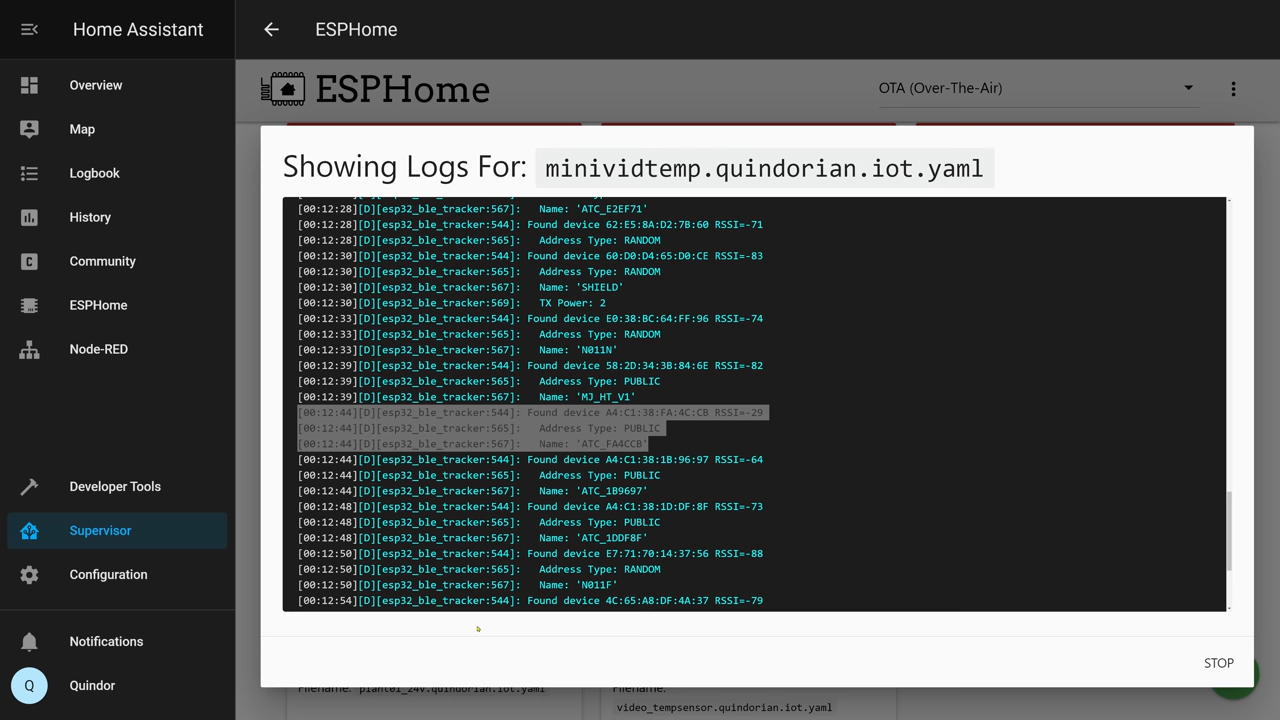 Home Assistant
ESPHome
Overview
Map
Logbook
History
Community
ESPHome
Node-RED
Developer Tools
Supervisor
Configuration
Notifications
Q
Quindor
ESPHome
OTA (Over-The-Air)
Showing Logs For: minividtemp.quindorian.iot.yaml
[00:12:28][D][esp32_ble_tracker:567]:   Name: 'ATC_E2EF71'
[00:12:28][D][esp32_ble_tracker:544]: Found device 62:E5:8A:D2:7B:60 RSSI=-71
[00:12:28][D][esp32_ble_tracker:565]:   Address Type: RANDOM
[00:12:30][D][esp32_ble_tracker:544]: Found device 60:D0:D4:65:D0:CE RSSI=-83
[00:12:30][D][esp32_ble_tracker:565]:   Address Type: RANDOM
[00:12:30][D][esp32_ble_tracker:567]:   Name: 'SHIELD'
[00:12:30][D][esp32_ble_tracker:569]:   TX Power: 2
[00:12:33][D][esp32_ble_tracker:544]: Found device E0:38:BC:64:FF:96 RSSI=-74
[00:12:33][D][esp32_ble_tracker:565]:   Address Type: RANDOM
[00:12:33][D][esp32_ble_tracker:567]:   Name: 'N011N'
[00:12:39][D][esp32_ble_tracker:544]: Found device 58:2D:34:3B:84:6E RSSI=-82
[00:12:39][D][esp32_ble_tracker:565]:   Address Type: PUBLIC
[00:12:39][D][esp32_ble_tracker:567]:   Name: 'MJ_HT_V1'
[00:12:44][D][esp32_ble_tracker:544]: Found device A4:C1:38:FA:4C:CB RSSI=-29
[00:12:44][D][esp32_ble_tracker:565]:   Address Type: PUBLIC
[00:12:44][D][esp32_ble_tracker:567]:   Name: 'ATC_FA4CCB'
[00:12:44][D][esp32_ble_tracker:544]: Found device A4:C1:38:1B:96:97 RSSI=-64
[00:12:44][D][esp32_ble_tracker:565]:   Address Type: PUBLIC
[00:12:44][D][esp32_ble_tracker:567]:   Name: 'ATC_1B9697'
[00:12:48][D][esp32_ble_tracker:544]: Found device A4:C1:38:1D:DF:8F RSSI=-73
[00:12:48][D][esp32_ble_tracker:565]:   Address Type: PUBLIC
[00:12:48][D][esp32_ble_tracker:567]:   Name: 'ATC_1DDF8F'
[00:12:50][D][esp32_ble_tracker:544]: Found device E7:71:70:14:37:56 RSSI=-88
[00:12:50][D][esp32_ble_tracker:565]:   Address Type: RANDOM
[00:12:50][D][esp32_ble_tracker:567]:   Name: 'N011F'
[00:12:54][D][esp32_ble_tracker:544]: Found device 4C:65:A8:DF:4A:37 RSSI=-79
STOP
Filename: plant01_24v.quindorian.iot.yaml
Filename:
video_tempsensor.quindorian.iot.yaml